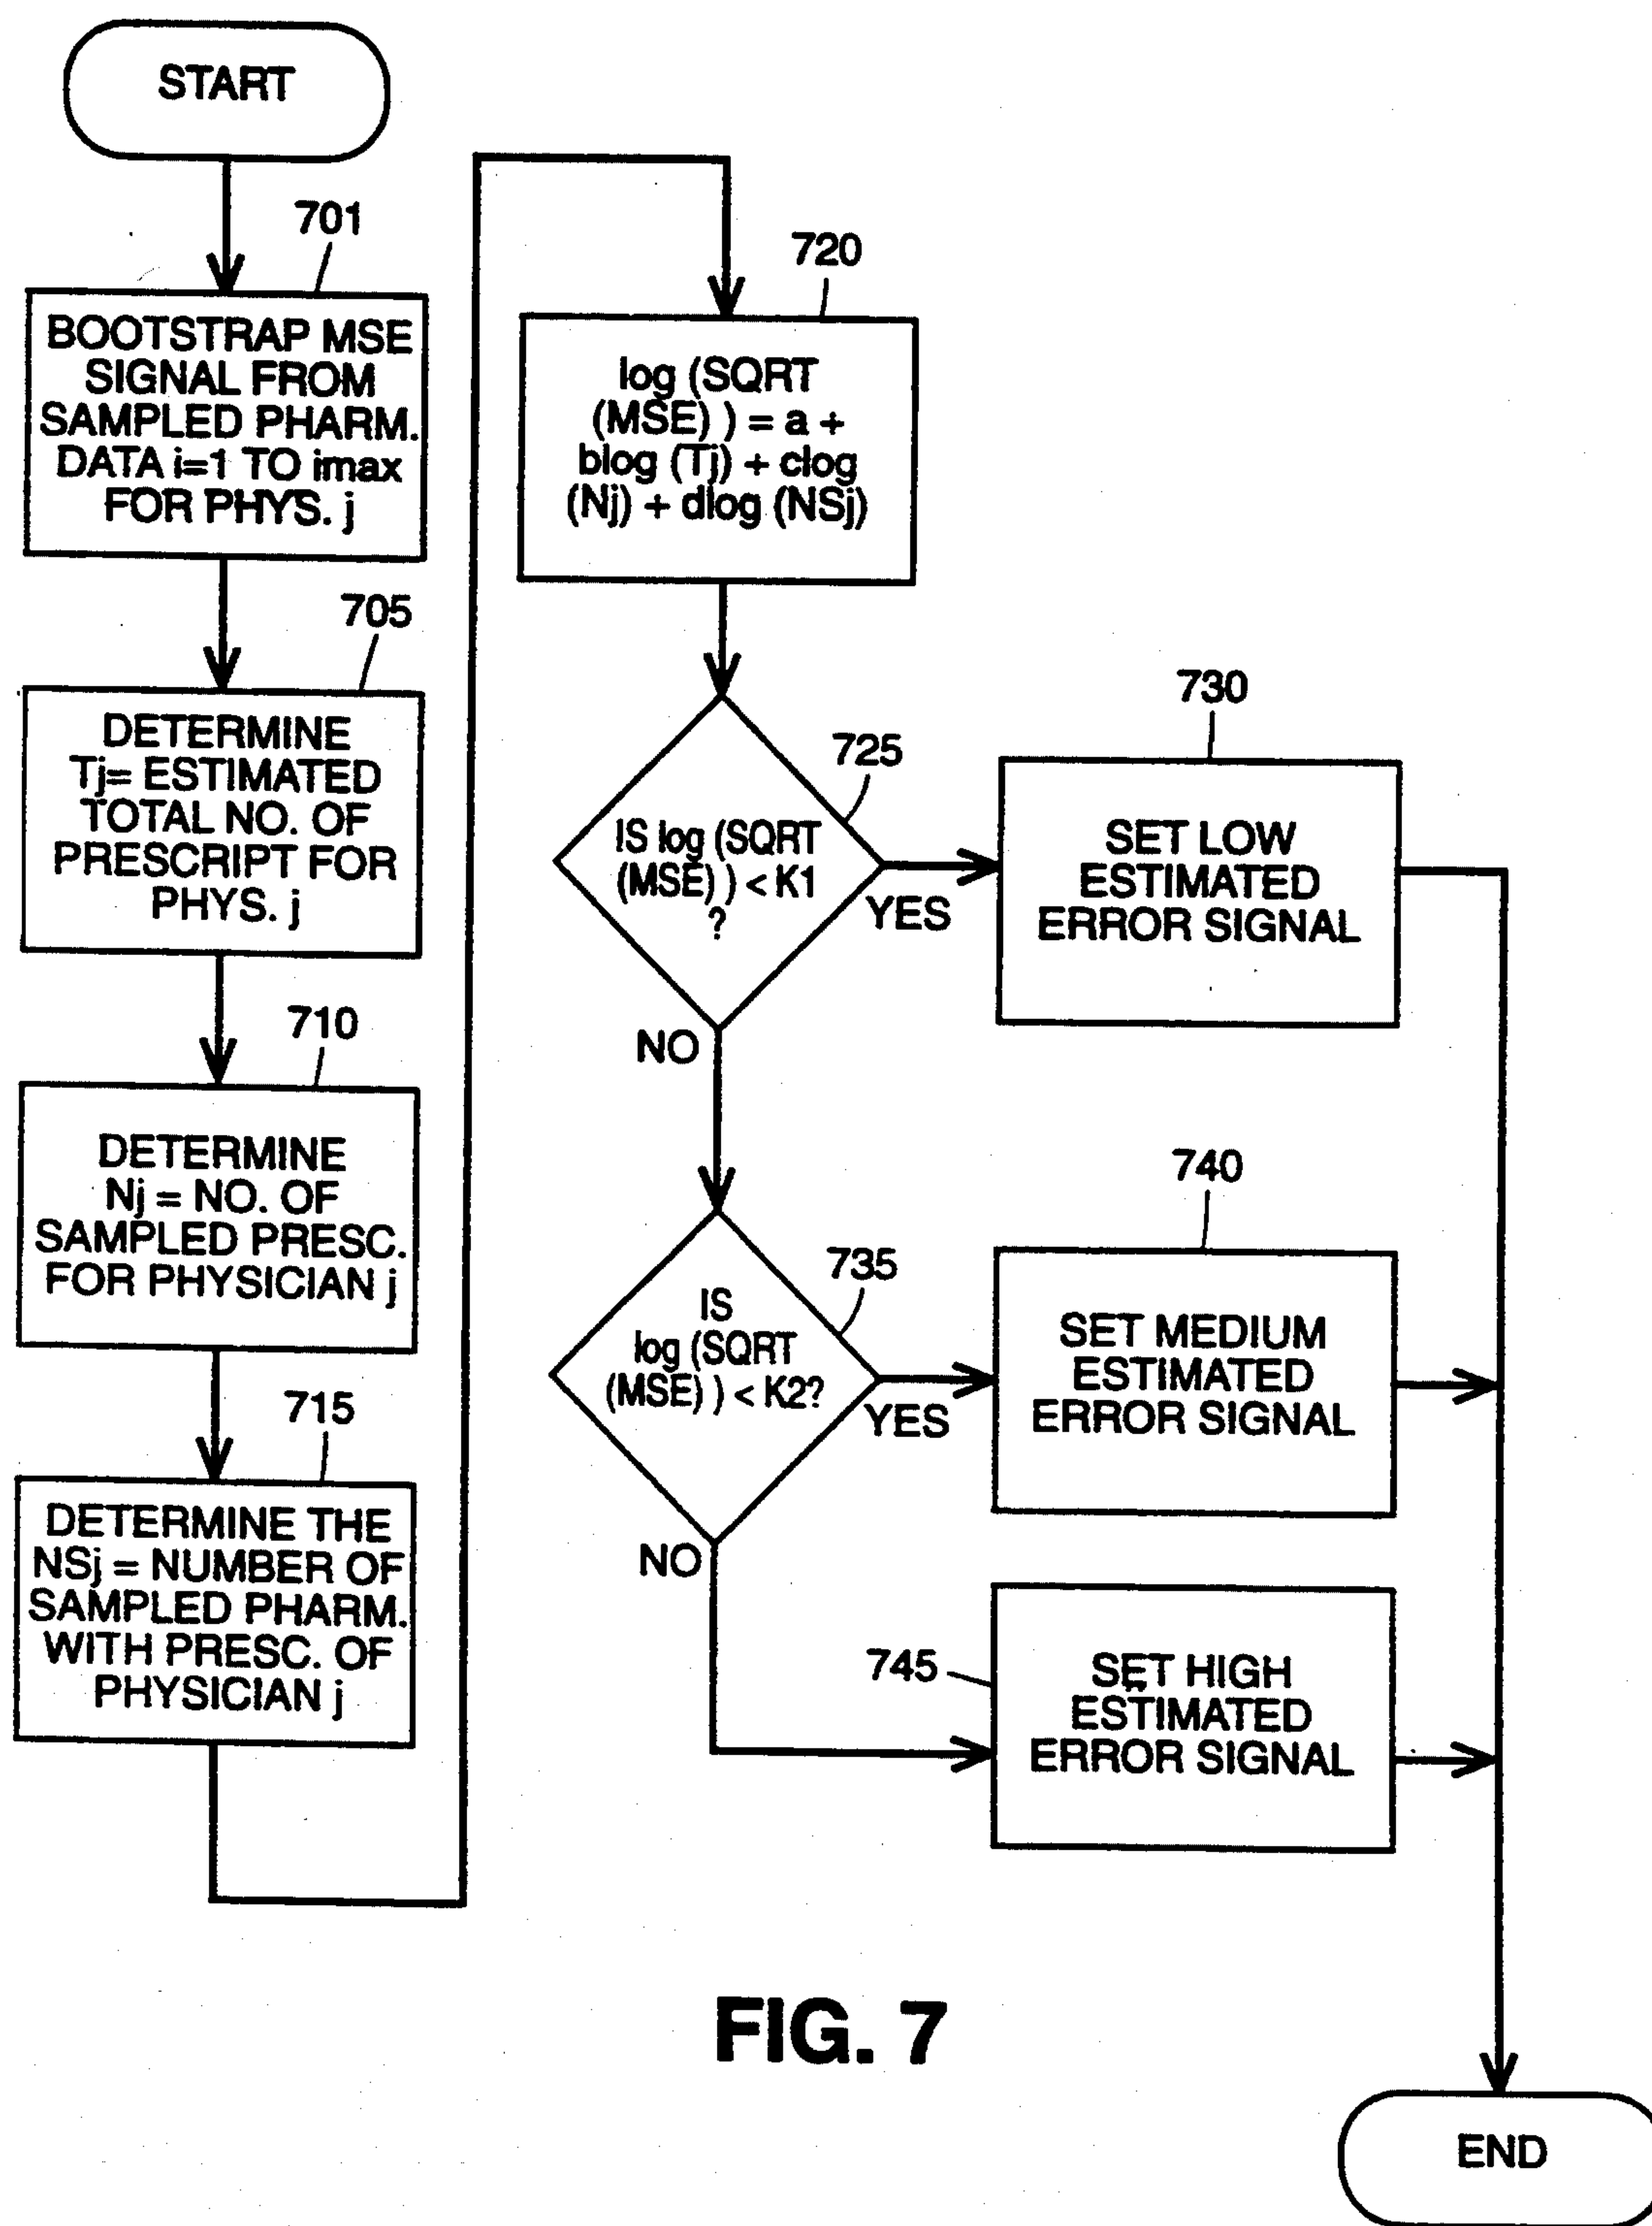 START
701
BOOTSTRAP MSE
SIGNAL FROM
SAMPLED PHARM.
DATA i=1 TO imax
FOR PHYS. j
705
DETERMINE
Tj= ESTIMATED
TOTAL NO. OF
PRESCRIPT FOR
PHYS. j
710
DETERMINE
Nj = NO. OF
SAMPLED PRESC.
FOR PHYSICIAN j
715
DETERMINE THE
NSj = NUMBER OF
SAMPLED PHARM.
WITH PRESC. OF
PHYSICIAN j
720
log (SQRT
(MSE) ) = a +
blog (Tj) + clog
(Nj) + dlog (NSj)
725
IS log (SQRT
(MSE) ) < K1
?
YES
NO
730
SET LOW
ESTIMATED
ERROR SIGNAL
735
IS
log (SQRT
(MSE) ) < K2?
YES
NO
740
SET MEDIUM
ESTIMATED
ERROR SIGNAL
745
SET HIGH
ESTIMATED
ERROR SIGNAL
FIG. 7
END